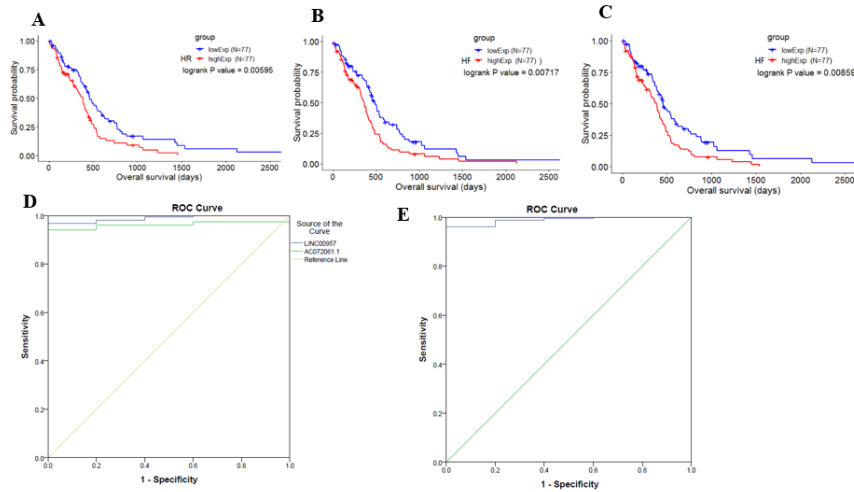 A
group
lowExp (N=77)
HR highExp (N=77)
logrank P value = 0.00595
1.00
0.75
0.50
0.25
0.00
Survival probability
0 500 1000 1500 2000 2500
Overall survival (days)
B
group
lowExp (N=77)
HF highExp (N=77) )
logrank P value = 0.00717
1.00
0.75
0.50
0.25
0.00
Survival probability
0 500 1000 1500 2000 2500
Overall survival (days)
C
group
lowExp (N=77)
HF highExp (N=77)
logrank P value = 0.00859
1.00
0.75
0.50
0.25
0.00
Survival probability
0 500 1000 1500 2000 2500
Overall survival (days)
D
ROC Curve
Source of the
Curve
LINC00957
AC072061.1
Reference Line
1.0
0.8
0.6
0.4
0.2
0.0
Sensitivity
0.0 0.2 0.4 0.6 0.8 1.0
1 - Specificity
E
ROC Curve
1.0
0.8
0.6
0.4
0.2
0.0
Sensitivity
0.0 0.2 0.4 0.6 0.8 1.0
1 - Specificity